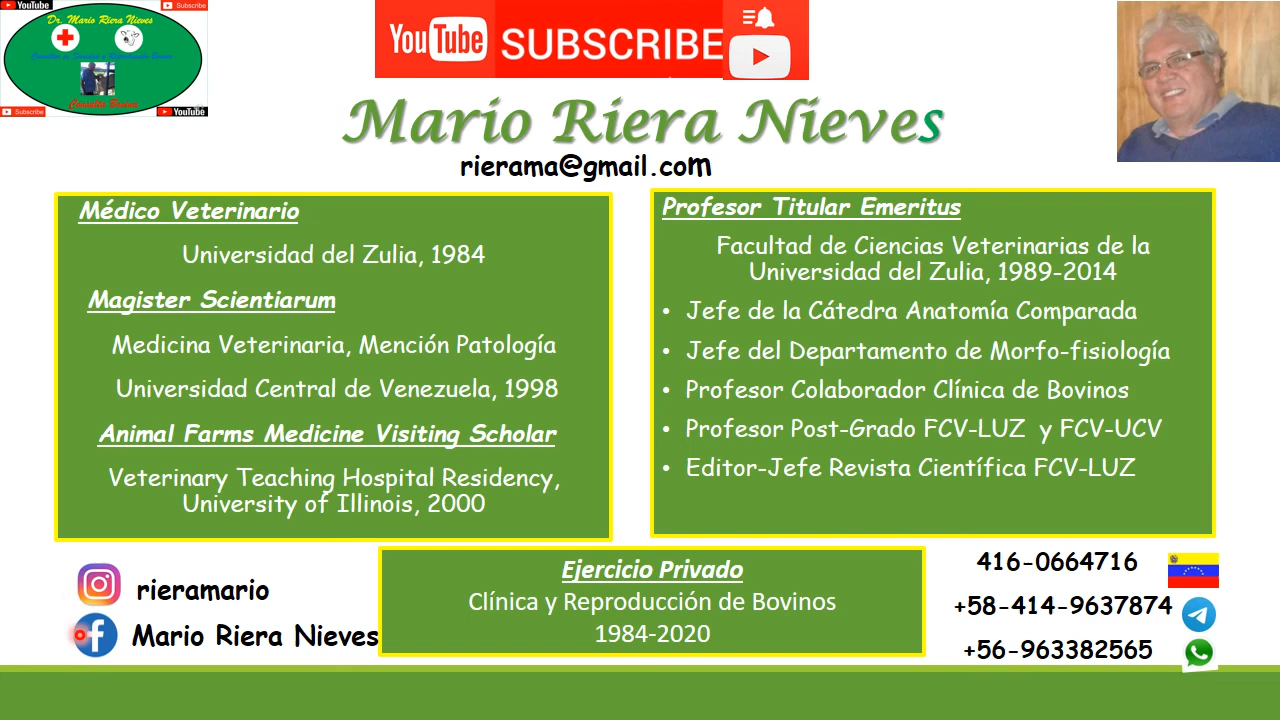 YouTube
Subscribe
Dr. Mario Riera Nieves
Consulta Bovina
Subscribe
YouTube
YouTube SUBSCRIBE
Mario Riera Nieves
rierama@gmail.com
Médico Veterinario
Universidad del Zulia, 1984
Magister Scientiarum
Medicina Veterinaria, Mención Patología
Universidad Central de Venezuela, 1998
Animal Farms Medicine Visiting Scholar
Veterinary Teaching Hospital Residency,
University of Illinois, 2000
Profesor Titular Emeritus
Facultad de Ciencias Veterinarias de la
Universidad del Zulia, 1989-2014
• Jefe de la Cátedra Anatomía Comparada
• Jefe del Departamento de Morfo-fisiología
• Profesor Colaborador Clínica de Bovinos
• Profesor Post-Grado FCV-LUZ y FCV-UCV
• Editor-Jefe Revista Científica FCV-LUZ
rieramario
Mario Riera Nieves
Ejercicio Privado
Clínica y Reproducción de Bovinos
1984-2020
416-0664716
+58-414-9637874
+56-963382565